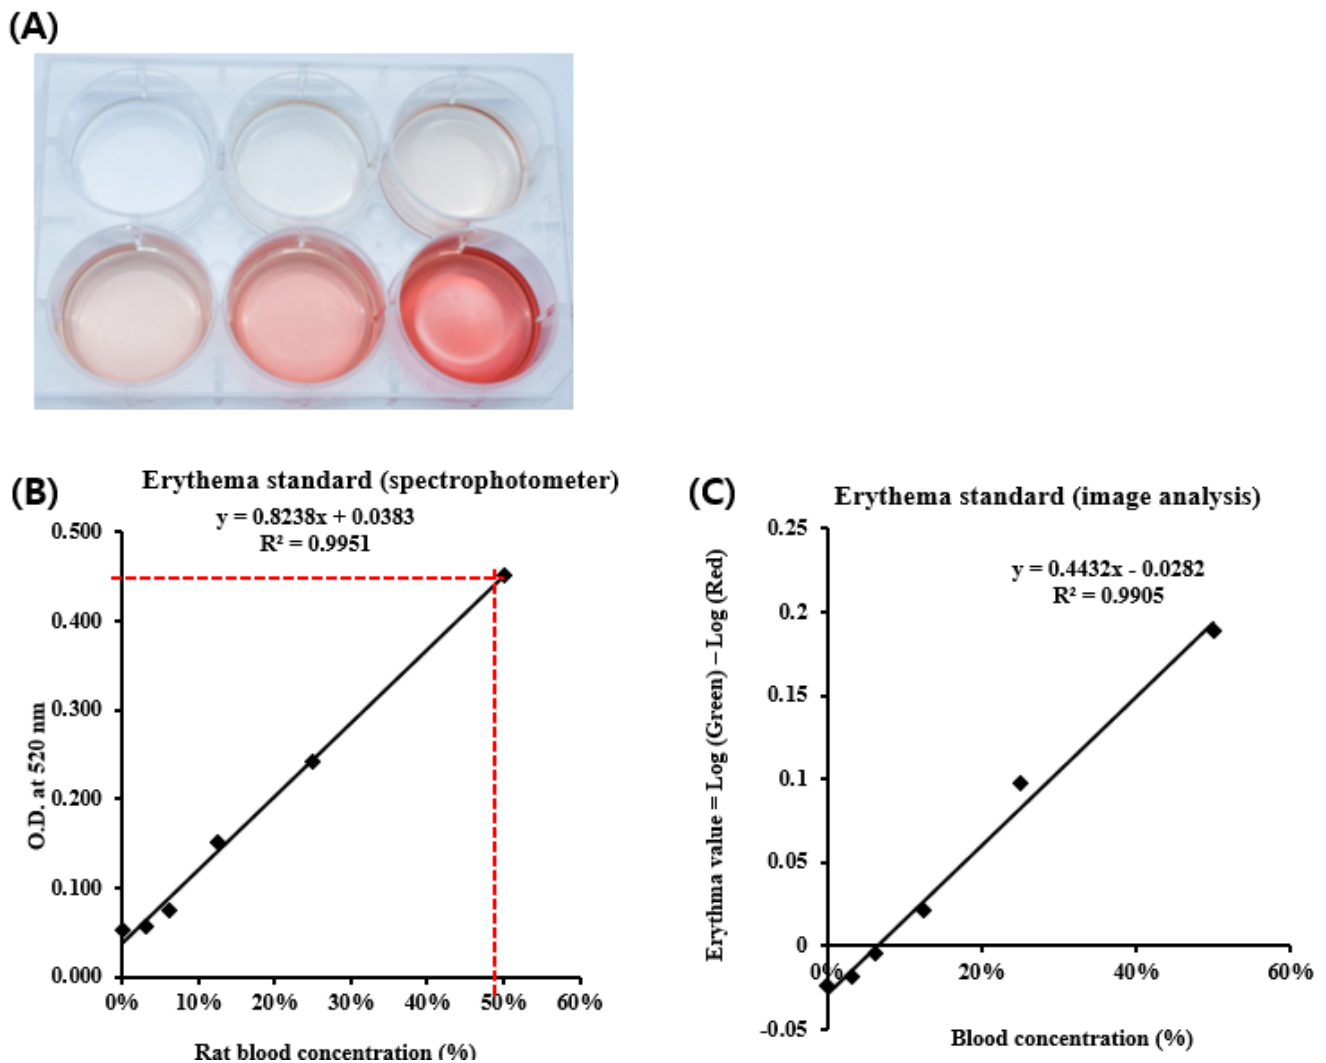 (A)
(B)
Erythema standard (spectrophotometer)
y = 0.8238x + 0.0383
R² = 0.9951
0.500
0.400
0.300
0.200
0.100
0.000
O.D. at 520 nm
0%
10%
20%
30%
40%
50%
60%
Rat blood concentration (%)
(C)
Erythema standard (image analysis)
y = 0.4432x - 0.0282
R² = 0.9905
0.25
0.2
0.15
0.1
0.05
0
-0.05
Erythma value = Log (Green) – Log (Red)
0%
20%
40%
60%
Blood concentration (%)